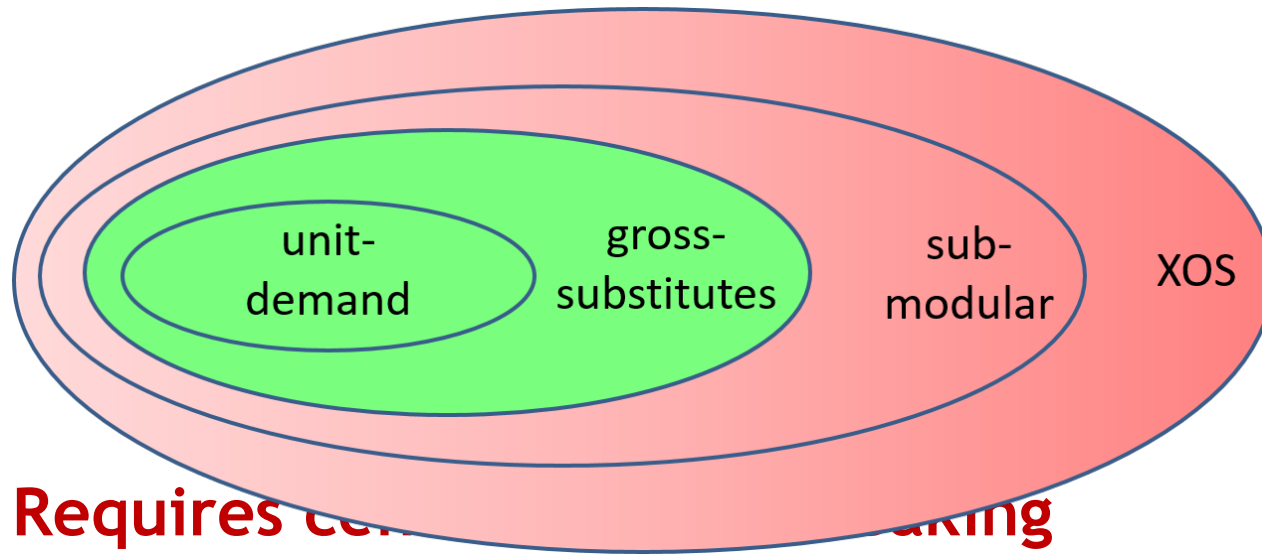 unit-
demand
gross-
substitutes
sub-
modular
XOS
Requires